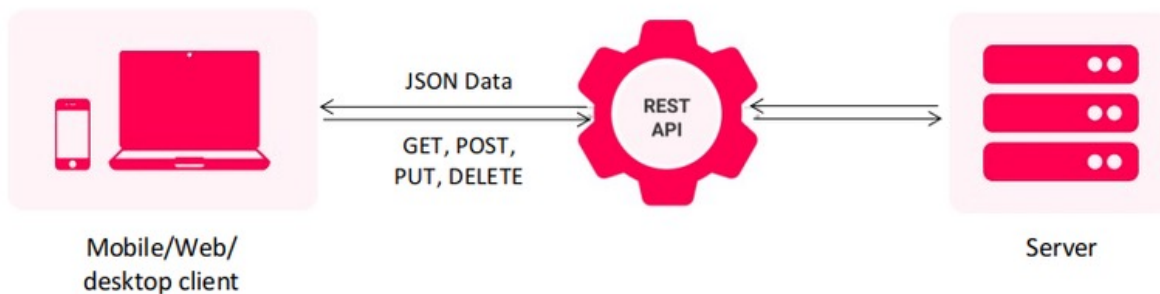 JSON Data
GET, POST,
PUT, DELETE
REST
API
Mobile/Web/
desktop client
Server